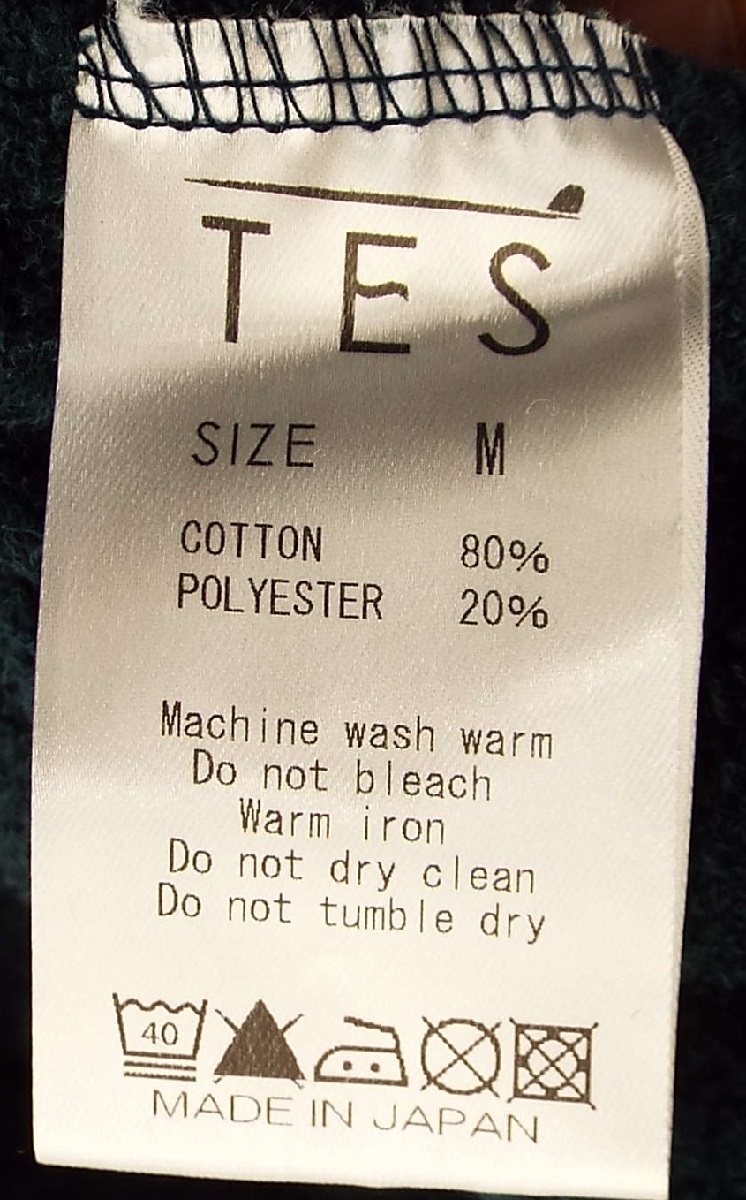 TES
SIZE M
COTTON 80%
POLYESTER 20%
Machine wash warm
Do not bleach
Warm iron
Do not dry clean
Do not tumble dry
40
MADE IN JAPAN